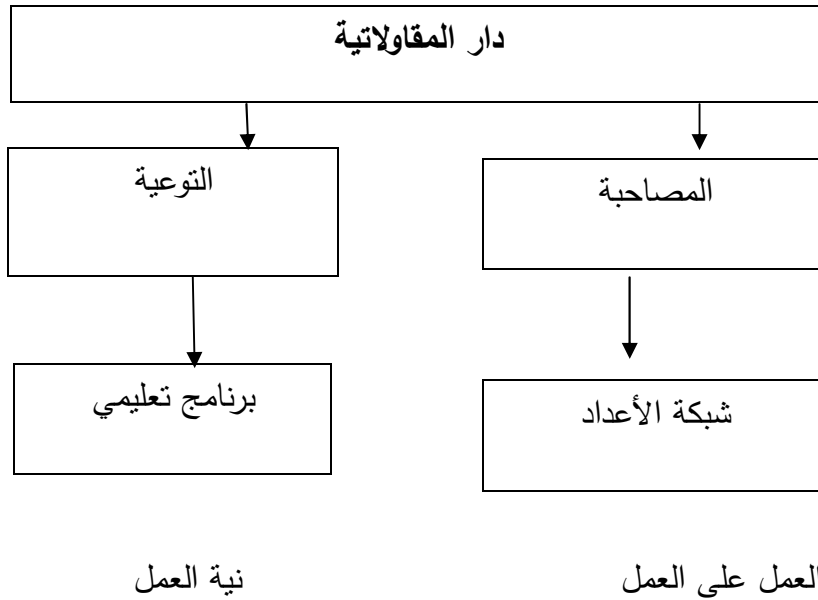 دار المقاولاتية
المصاحبة
التوعية
شبكة الأعداد
برنامج تعليمي
العمل على العمل
نية العمل